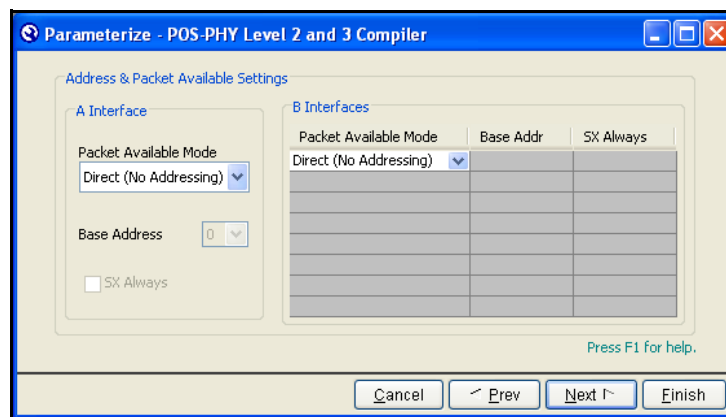 Parameterize - POS-PHY Level 2 and 3 Compiler
Address & Packet Available Settings
A Interface
Packet Available Mode
Direct (No Addressing)
Base Address
0
SX Always
B Interfaces
Packet Available Mode Base Addr SX Always
Direct (No Addressing)
Press F1 for help.
Cancel Prev Next Finish